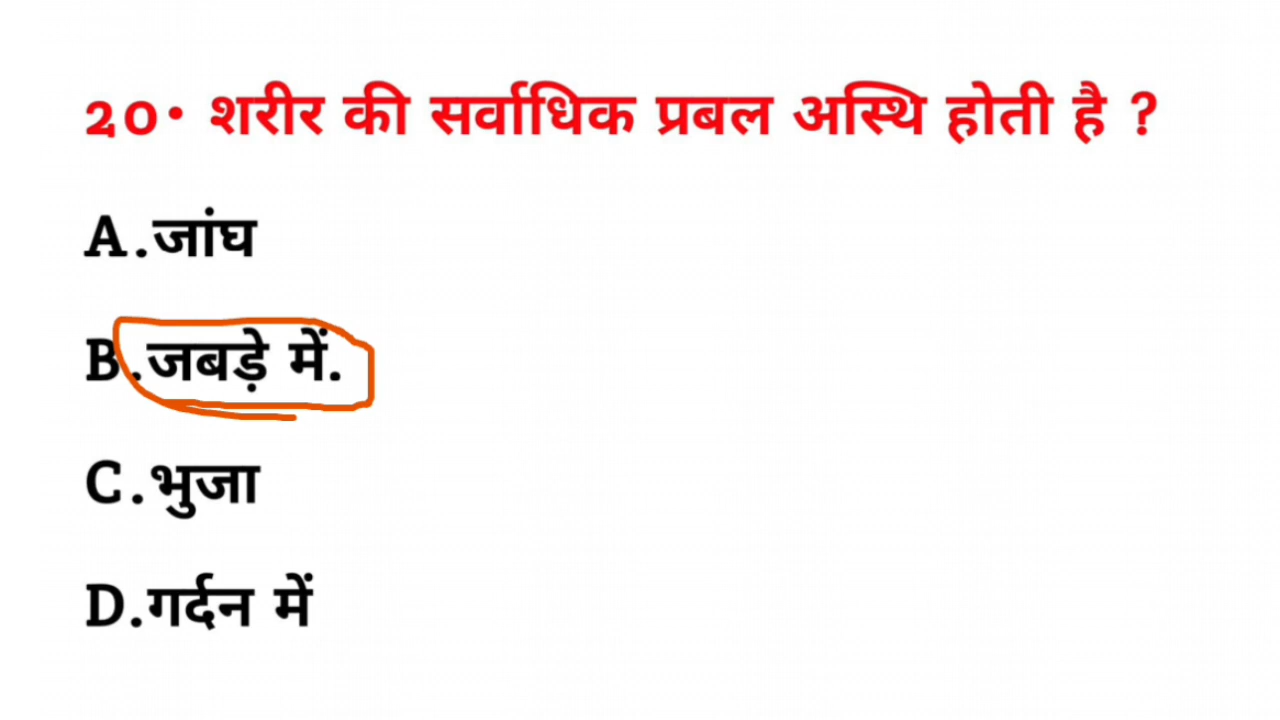 20• शरीर की सर्वाधिक प्रबल अस्थि होती है ?
A.जांघ
B.जबड़े में.
C.भुजा
D.गर्दन में